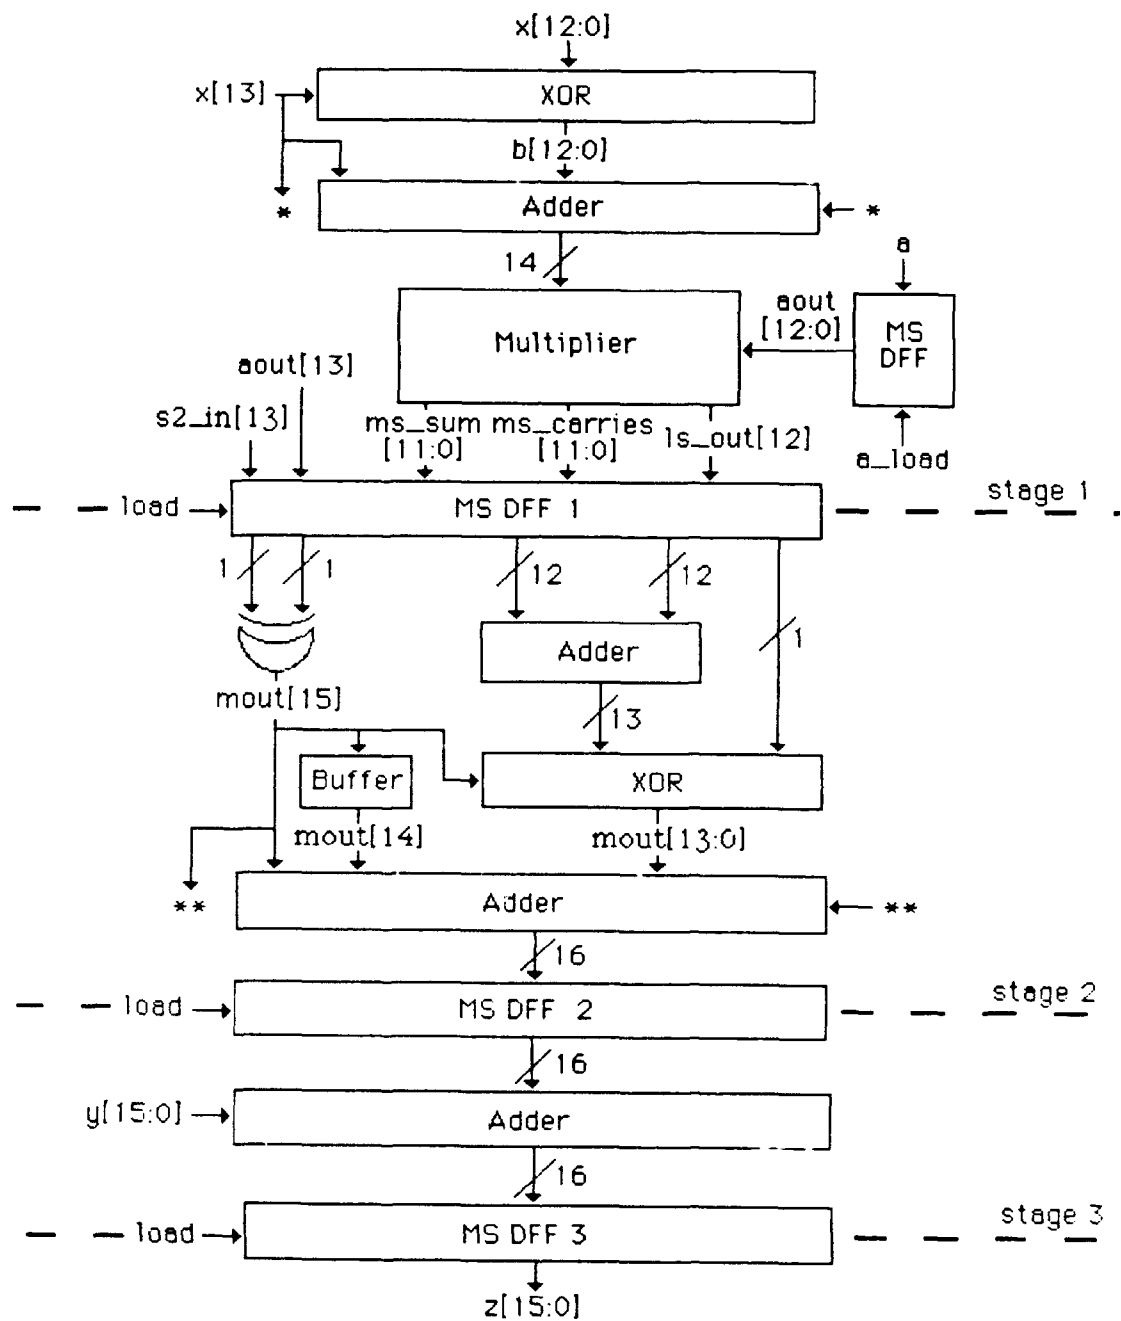 x[12:0]
x[13]
XOR
b[12:0]
*
Adder
*
14
a
Multiplier
aout
[12:0]
MS
DFF
aout[13]
s2_in[13]
ms_sum
[11:0]
ms_carries
[11:0]
ls_out[12]
a_load
load
MS DFF 1
stage 1
1
1
12
12
1
Adder
mout[15]
13
Buffer
XOR
mout[14]
mout[13:0]
**
Adder
**
16
load
MS DFF 2
stage 2
16
y[15:0]
Adder
16
load
MS DFF 3
stage 3
z[15:0]